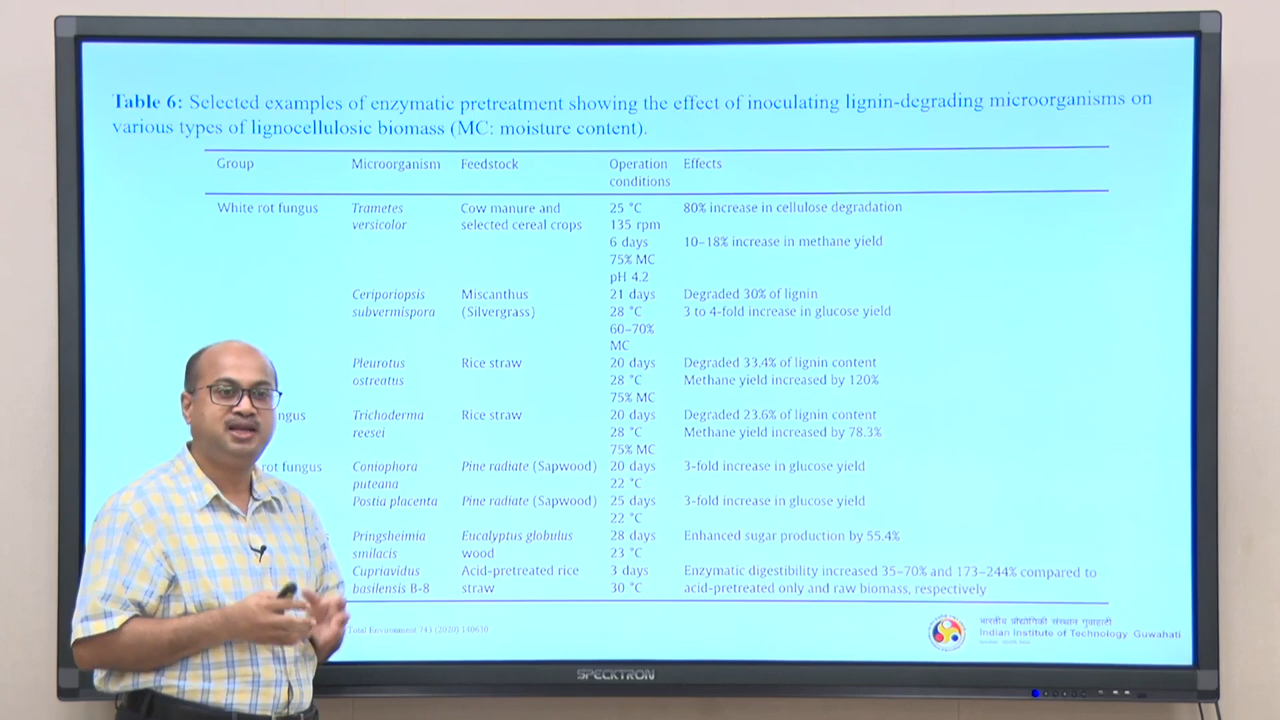 Table 6: Selected examples of enzymatic pretreatment showing the effect of inoculating lignin-degrading microorganisms on
various types of lignocellulosic biomass (MC: moisture content).
Group Microorganism Feedstock Operation Effects
conditions
White rot fungus Trametes Cow manure and 25 °C 80% increase in cellulose degradation
versicolor selected cereal crops 135 rpm
6 days 10–18% increase in methane yield
75% MC
pH 4.2
Ceriporiopsis Miscanthus 21 days Degraded 30% of lignin
subvermispora (Silvergrass) 28 °C 3 to 4-fold increase in glucose yield
60–70%
MC
Pleurotus Rice straw 20 days Degraded 33.4% of lignin content
ostreatus 28 °C Methane yield increased by 120%
75% MC
ngus Trichoderma Rice straw 20 days Degraded 23.6% of lignin content
reesei 28 °C Methane yield increased by 78.3%
75% MC
rot fungus Coniophora Pine radiate (Sapwood) 20 days 3-fold increase in glucose yield
puteana 22 °C
Postia placenta Pine radiate (Sapwood) 25 days 3-fold increase in glucose yield
22 °C
Pringsheimia Eucalyptus globulus 28 days Enhanced sugar production by 55.4%
smilacis wood 23 °C
Cupriavidus Acid-pretreated rice 3 days Enzymatic digestibility increased 35–70% and 173–244% compared to
basilensis B-8 straw 30 °C acid-pretreated only and raw biomass, respectively
Total Environment 743 (2020) 140630
भारतीय प्रौद्योगिकी संस्थान गुवाहाटी
Indian Institute of Technology Guwahati
SPECKTRON